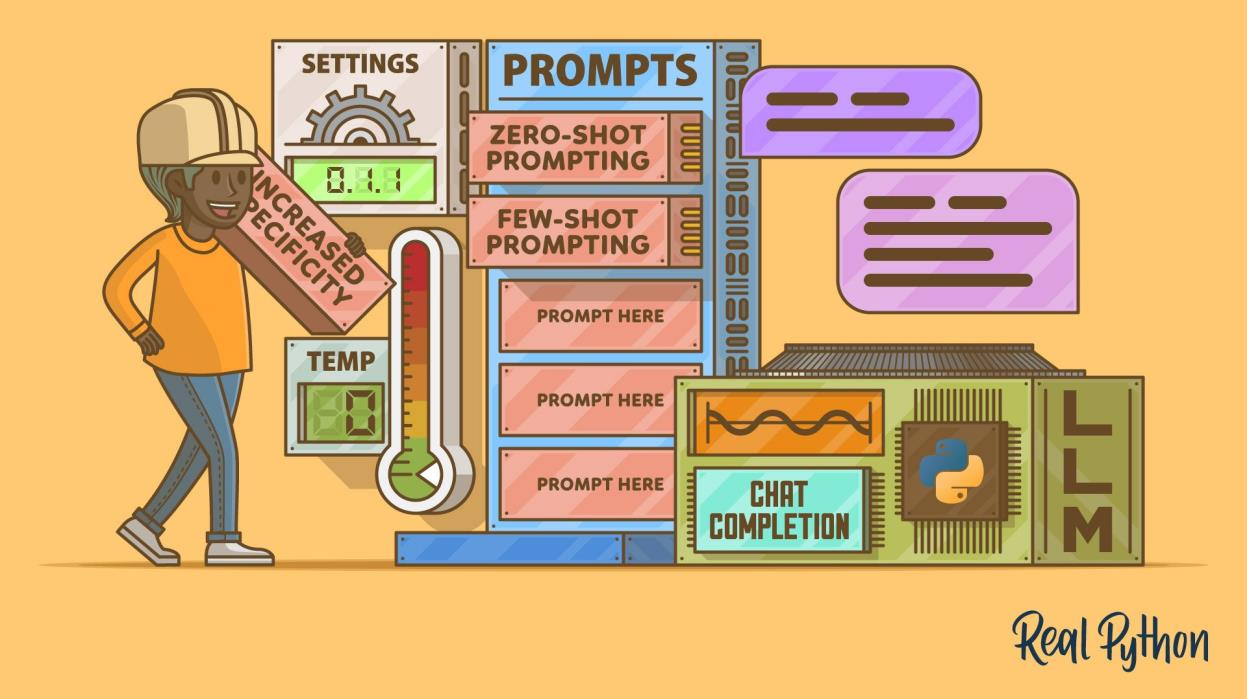 SETTINGS
0.1.1
PROMPTS
ZERO-SHOT
PROMPTING
FEW-SHOT
PROMPTING
PROMPT HERE
PROMPT HERE
PROMPT HERE
INCREASED
SPECIFICITY
TEMP
0
CHAT
COMPLETION
LLM
Real Python